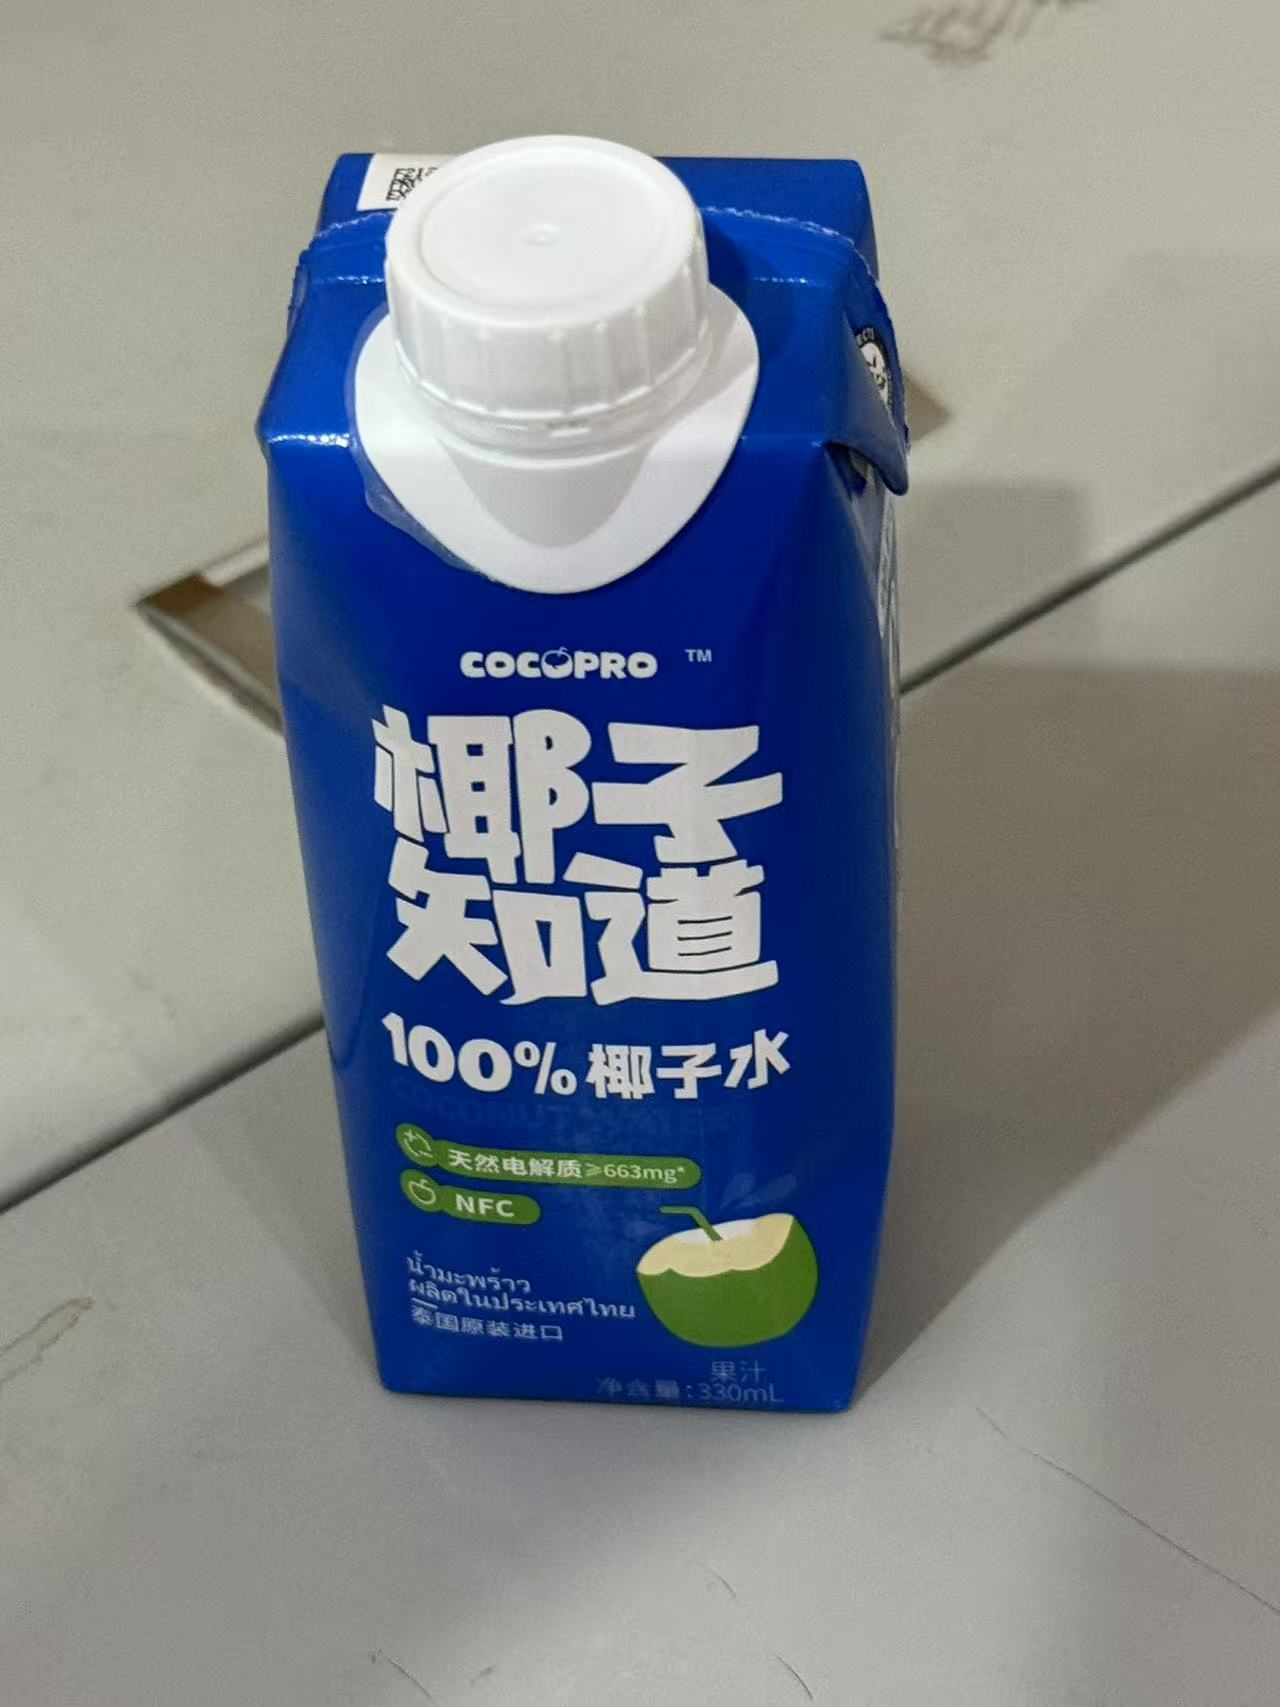 COCOPRO TM
椰子
知道
100%椰子水
COCONUT WATER
天然电解质≥663mg*
NFC
น้ำมะพร้าว
ผลิตในประเทศไทย
泰国原装进口
果汁
净含量:330mL